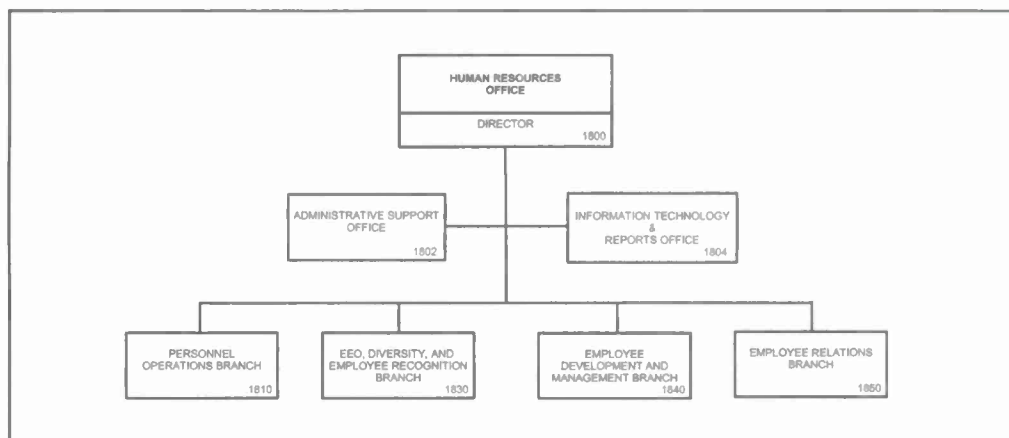 HUMAN RESOURCES
OFFICE
DIRECTOR
1800
ADMINISTRATIVE SUPPORT
OFFICE
1802
INFORMATION TECHNOLOGY
&
REPORTS OFFICE
1804
PERSONNEL
OPERATIONS BRANCH
1810
EEO, DIVERSITY, AND
EMPLOYEE RECOGNITION
BRANCH
1830
EMPLOYEE
DEVELOPMENT AND
MANAGEMENT BRANCH
1840
EMPLOYEE RELATIONS
BRANCH
1850